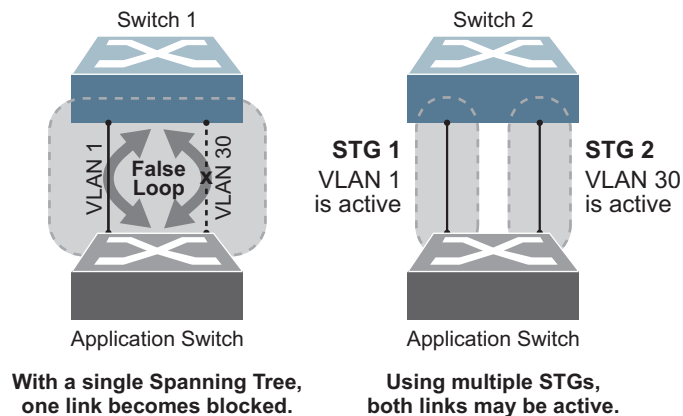 Switch 1
VLAN 1
False
Loop
x
VLAN 30
Application Switch
With a single Spanning Tree,
one link becomes blocked.
Switch 2
STG 1
VLAN 1
is active
STG 2
VLAN 30
is active
Application Switch
Using multiple STGs,
both links may be active.